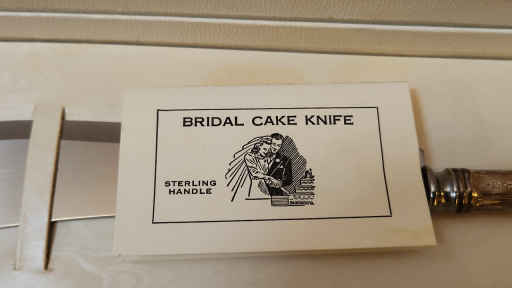 BRIDAL CAKE KNIFE
STERLING
HANDLE